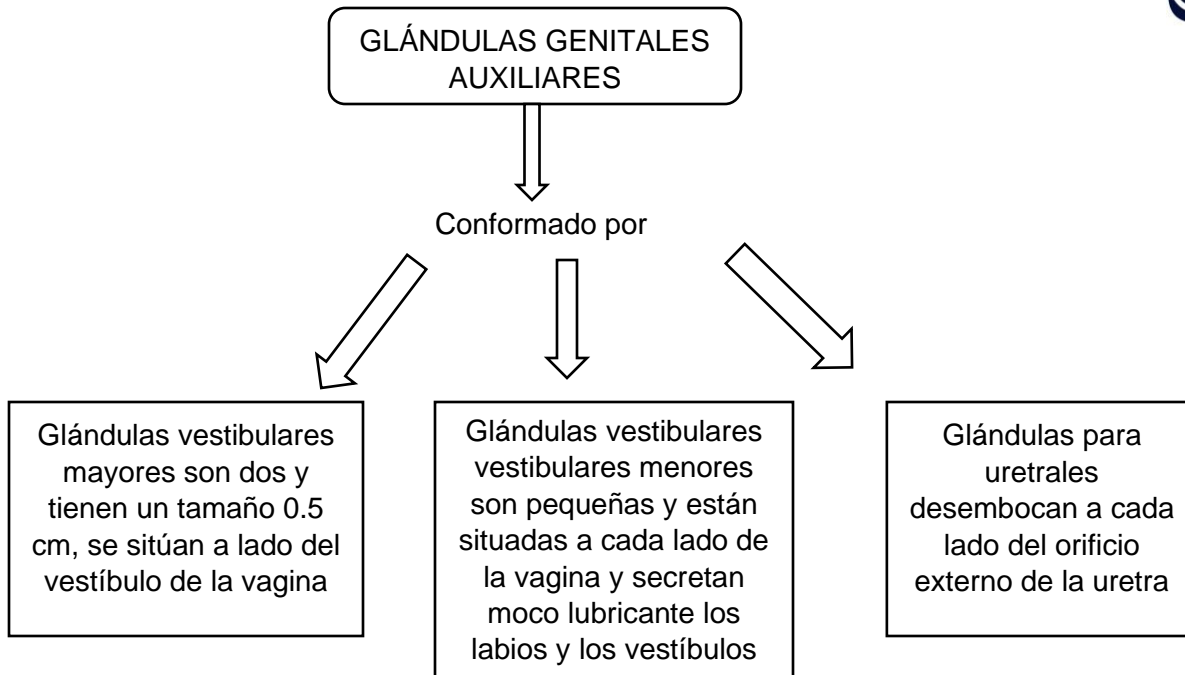 GLÁNDULAS GENITALES
AUXILIARES
Conformado por
Glándulas vestibulares
mayores son dos y
tienen un tamaño 0.5
cm, se sitúan a lado del
vestíbulo de la vagina
Glándulas vestibulares
vestibulares menores
son pequeñas y están
situadas a cada lado de
la vagina y secretan
moco lubricante los
labios y los vestíbulos
Glándulas para
uretrales
desembocan a cada
lado del orificio
externo de la uretra